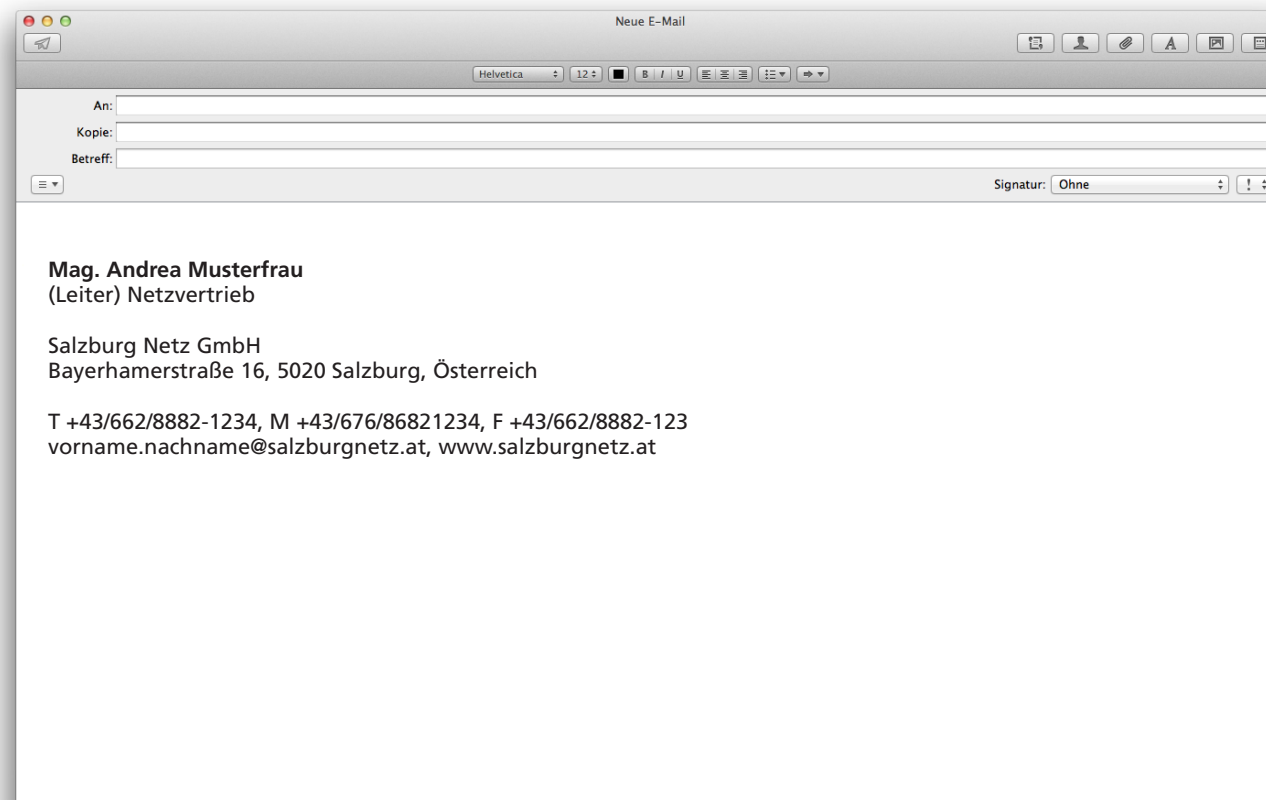 Neue E-Mail
Helvetica 12 B I U
An:
Kopie:
Betreff:
Signatur: Ohne !
Mag. Andrea Musterfrau
(Leiter) Netzvertrieb
Salzburg Netz GmbH
Bayerhamerstraße 16, 5020 Salzburg, Österreich
T +43/662/8882-1234, M +43/676/86821234, F +43/662/8882-123
vorname.nachname@salzburgnetz.at, www.salzburgnetz.at